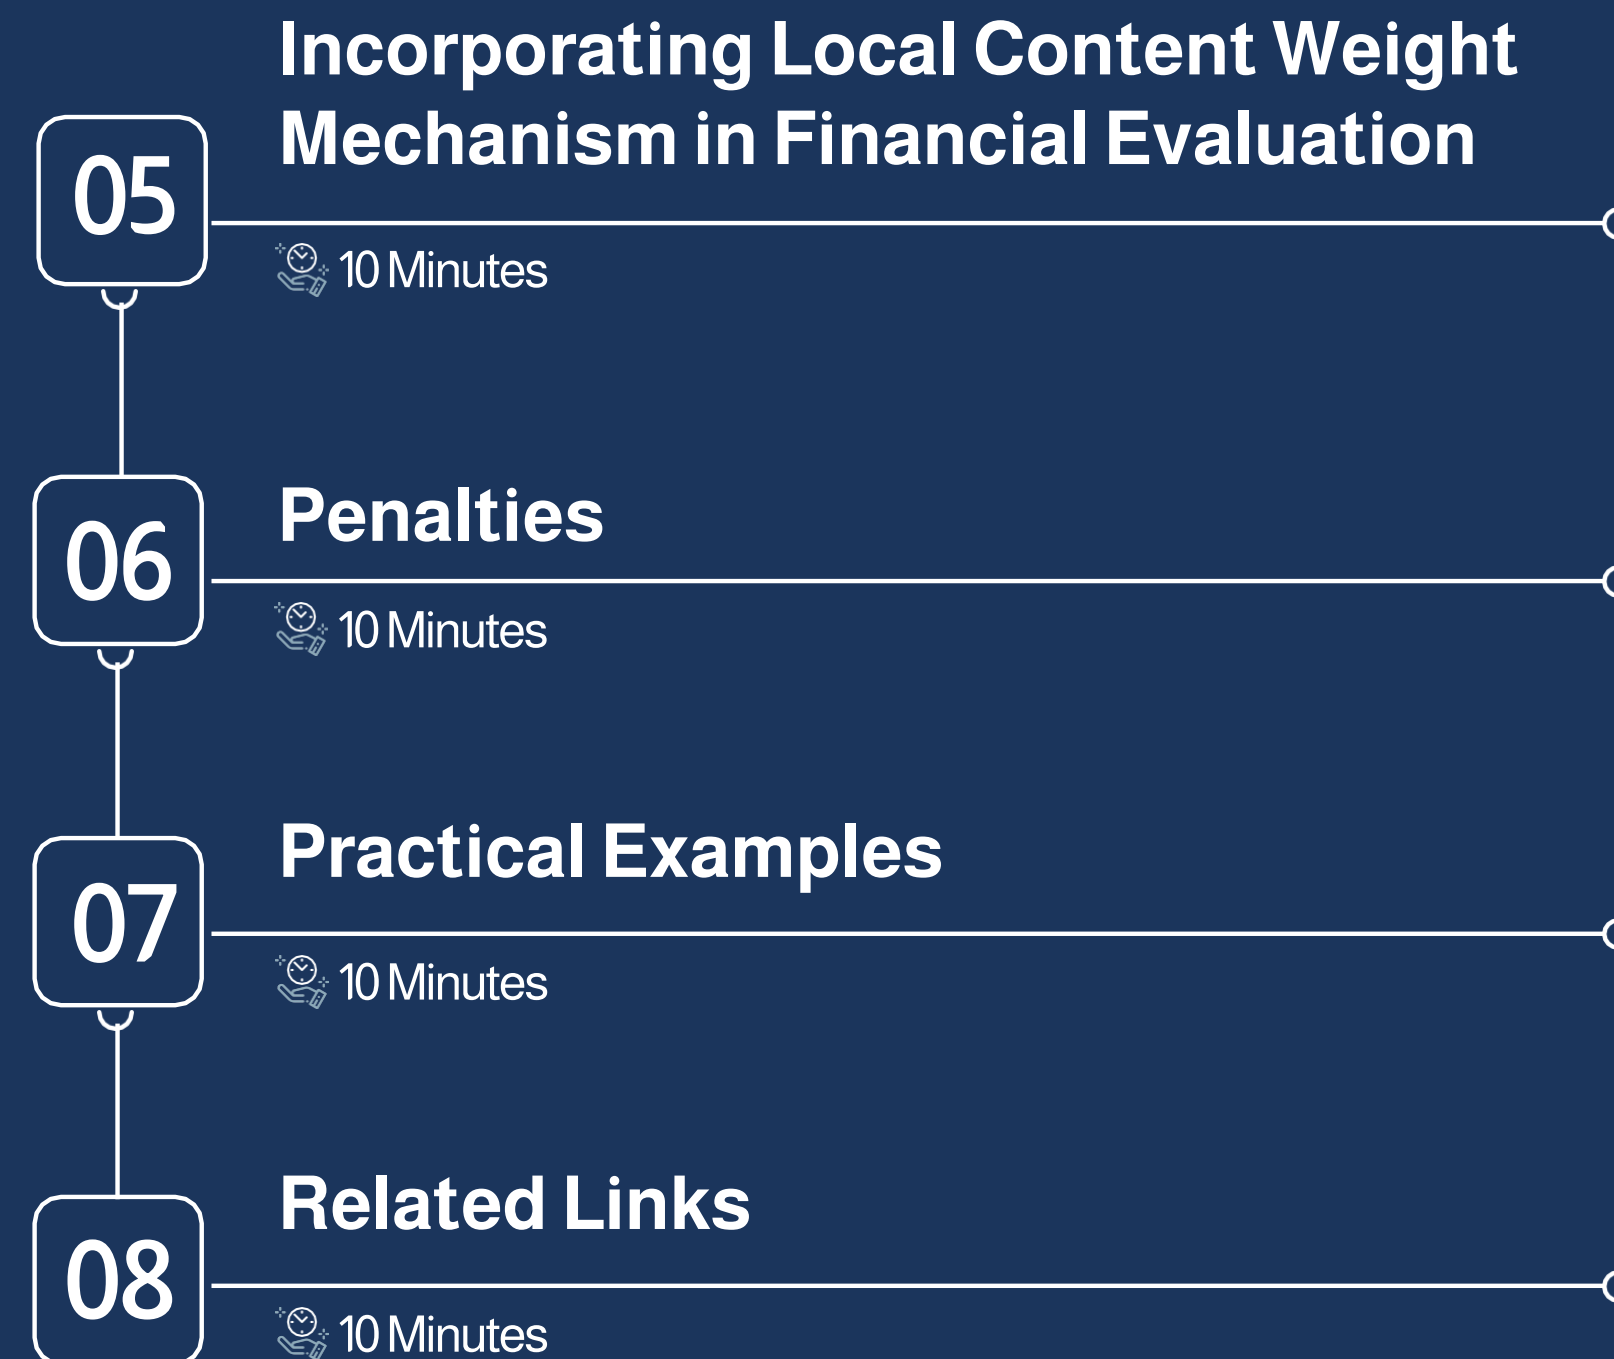 Incorporating Local Content Weight
Mechanism in Financial Evaluation
05
10 Minutes
Penalties
06
10 Minutes
Practical Examples
07
10 Minutes
Related Links
08
10 Minutes